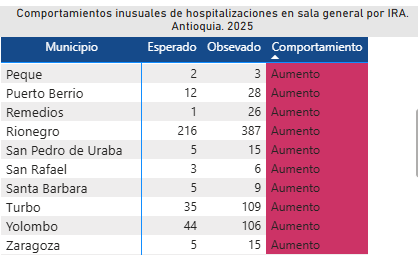 Comportamientos inusuales de hospitalizaciones en sala general por IRA.
Antioquia. 2025
Municipio Esperado Obsevado Comportamiento
Peque 2 3 Aumento
Puerto Berrio 12 28 Aumento
Remedios 1 26 Aumento
Rionegro 216 387 Aumento
San Pedro de Uraba 5 15 Aumento
San Rafael 3 6 Aumento
Santa Barbara 5 9 Aumento
Turbo 35 109 Aumento
Yolombo 44 106 Aumento
Zaragoza 5 15 Aumento